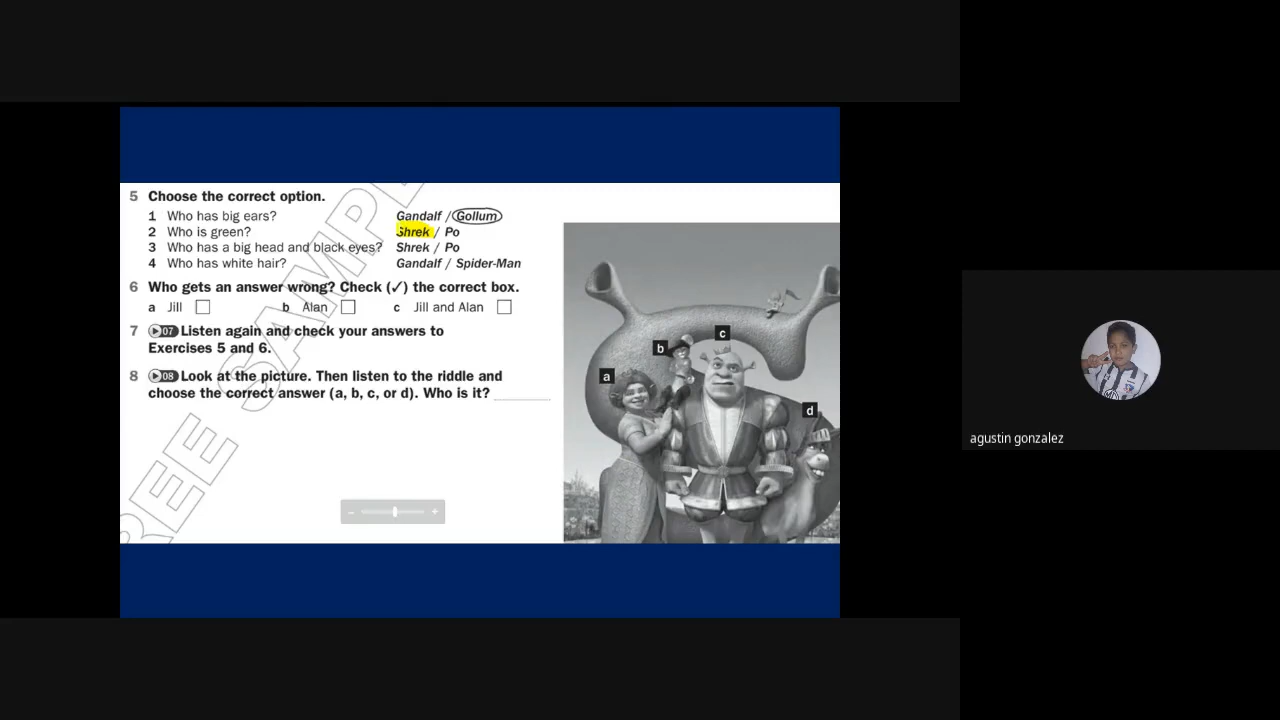 5 Choose the correct option.
1 Who has big ears? Gandalf / Gollum
2 Who is green? Shrek / Po
3 Who has a big head and black eyes? Shrek / Po
4 Who has white hair? Gandalf / Spider-Man
6 Who gets an answer wrong? Check (✓) the correct box.
a Jill b Alan c Jill and Alan
7 07 Listen again and check your answers to
Exercises 5 and 6.
8 08 Look at the picture. Then listen to the riddle and
choose the correct answer (a, b, c, or d). Who is it?
a
b
c
d
REE SAMPLE
- +
agustin gonzalez